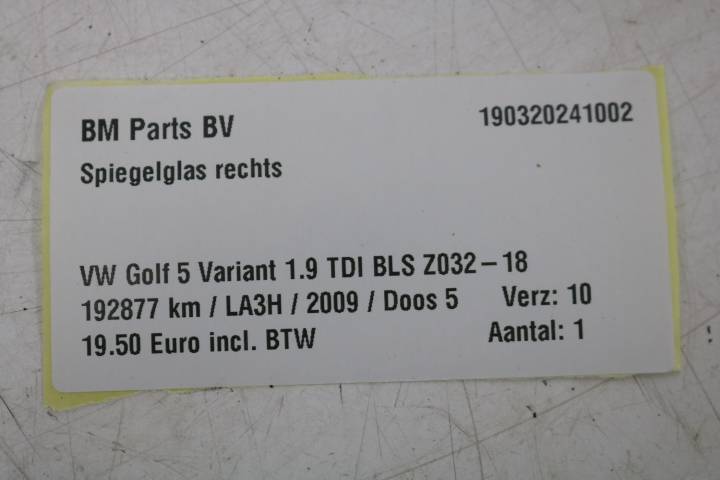 BM Parts BV 190320241002
Spiegelglas rechts
VW Golf 5 Variant 1.9 TDI BLS Z032-18
192877 km / LA3H / 2009 / Doos 5 Verz: 10
19.50 Euro incl. BTW Aantal: 1